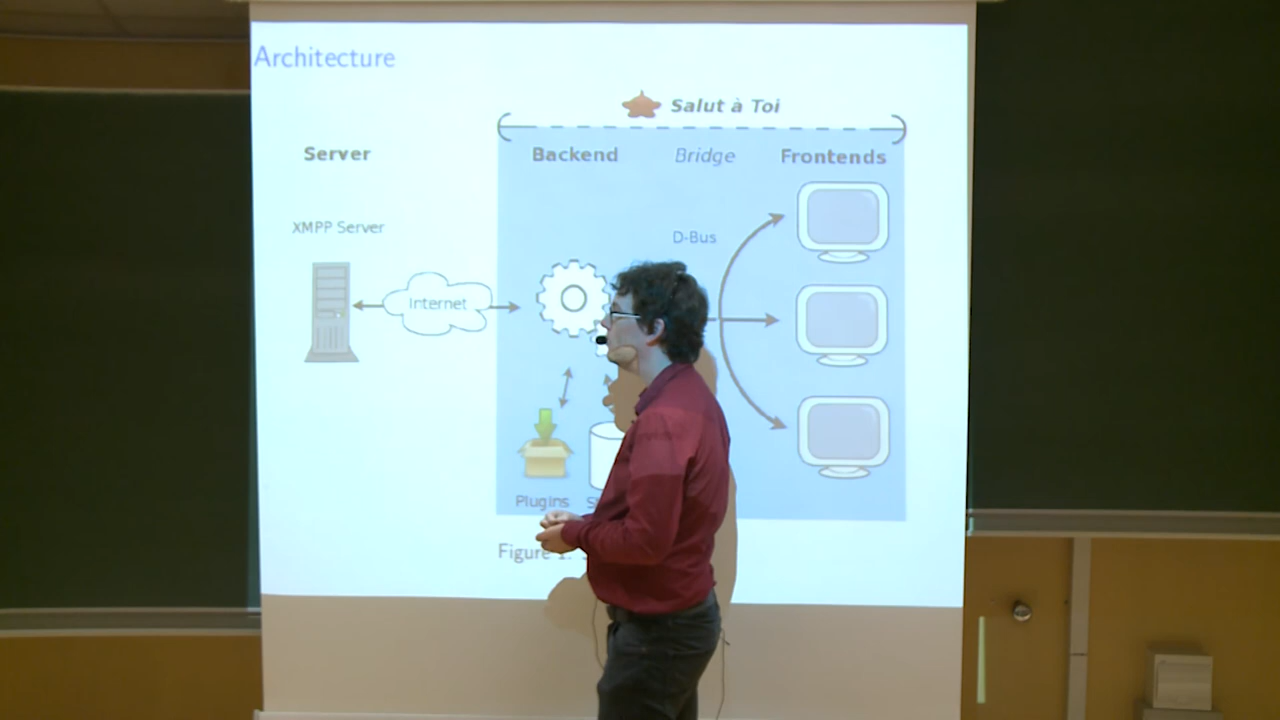 Architecture
Salut à Toi
Server
Backend
Bridge
Frontends
XMPP Server
D-Bus
Internet
Plugins
Figure